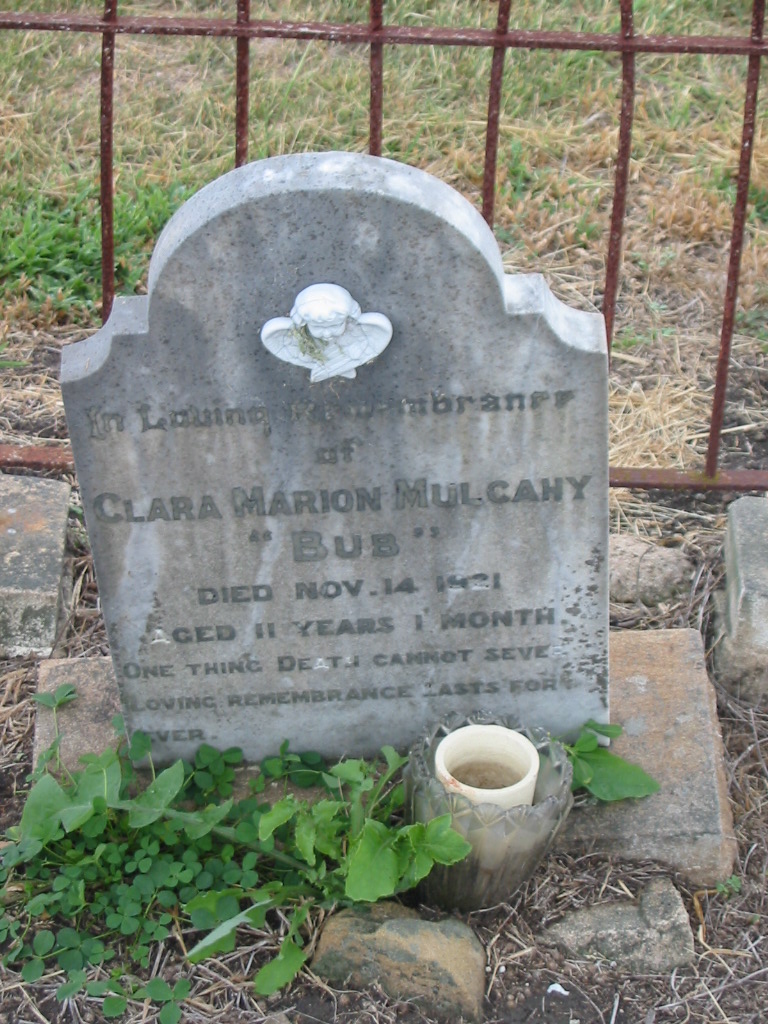 In Loving Remembrance
of
CLARA MARION MULCAHY
"BUB"
DIED NOV. 14 1921
AGED 11 YEARS 1 MONTH.
ONE THING DEATH CANNOT SEVER
LOVING REMEMBRANCE LASTS FOR
EVER.